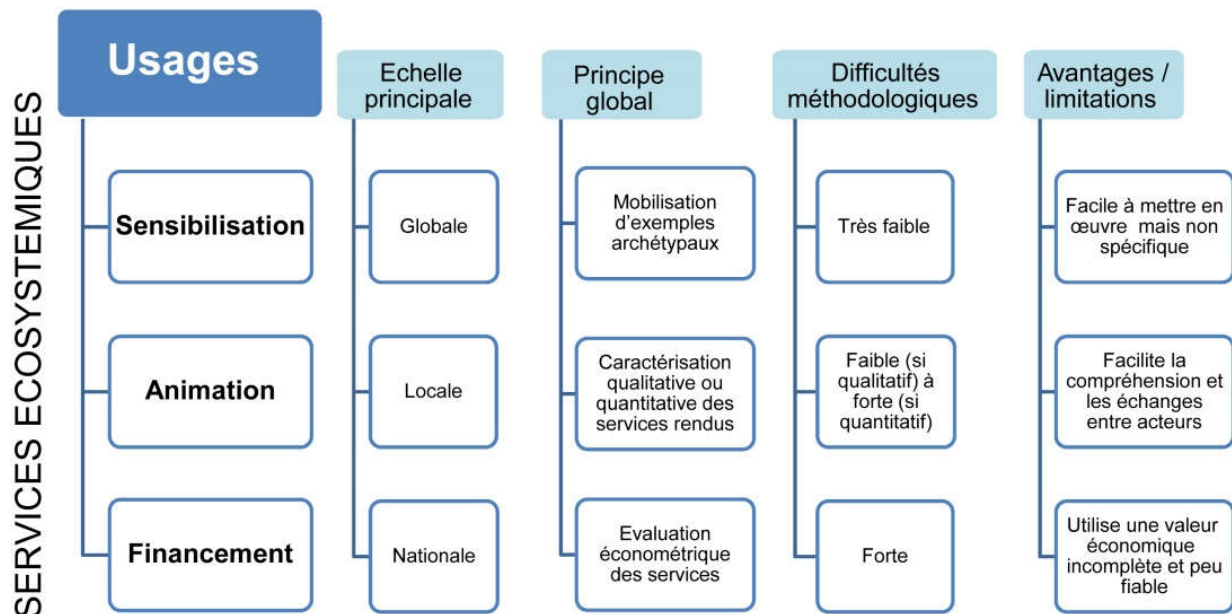 SERVICES ECOSYSTEMIQUES
Usages
Echelle
principale
Principe
global
Difficultés
méthodologiques
Avantages /
limitations
Sensibilisation
Globale
Mobilisation
d'exemples
archétypaux
Très faible
Facile à mettre en
œuvre mais non
spécifique
Animation
Locale
Caractérisation
qualitative ou
quantitative des
services rendus
Faible (si
qualitatif) à
forte (si
quantitatif)
Facilite la
compréhension et
les échanges
entre acteurs
Financement
Nationale
Evaluation
économétrique
des services
Forte
Utilise une valeur
économique
incomplète et peu
fiable